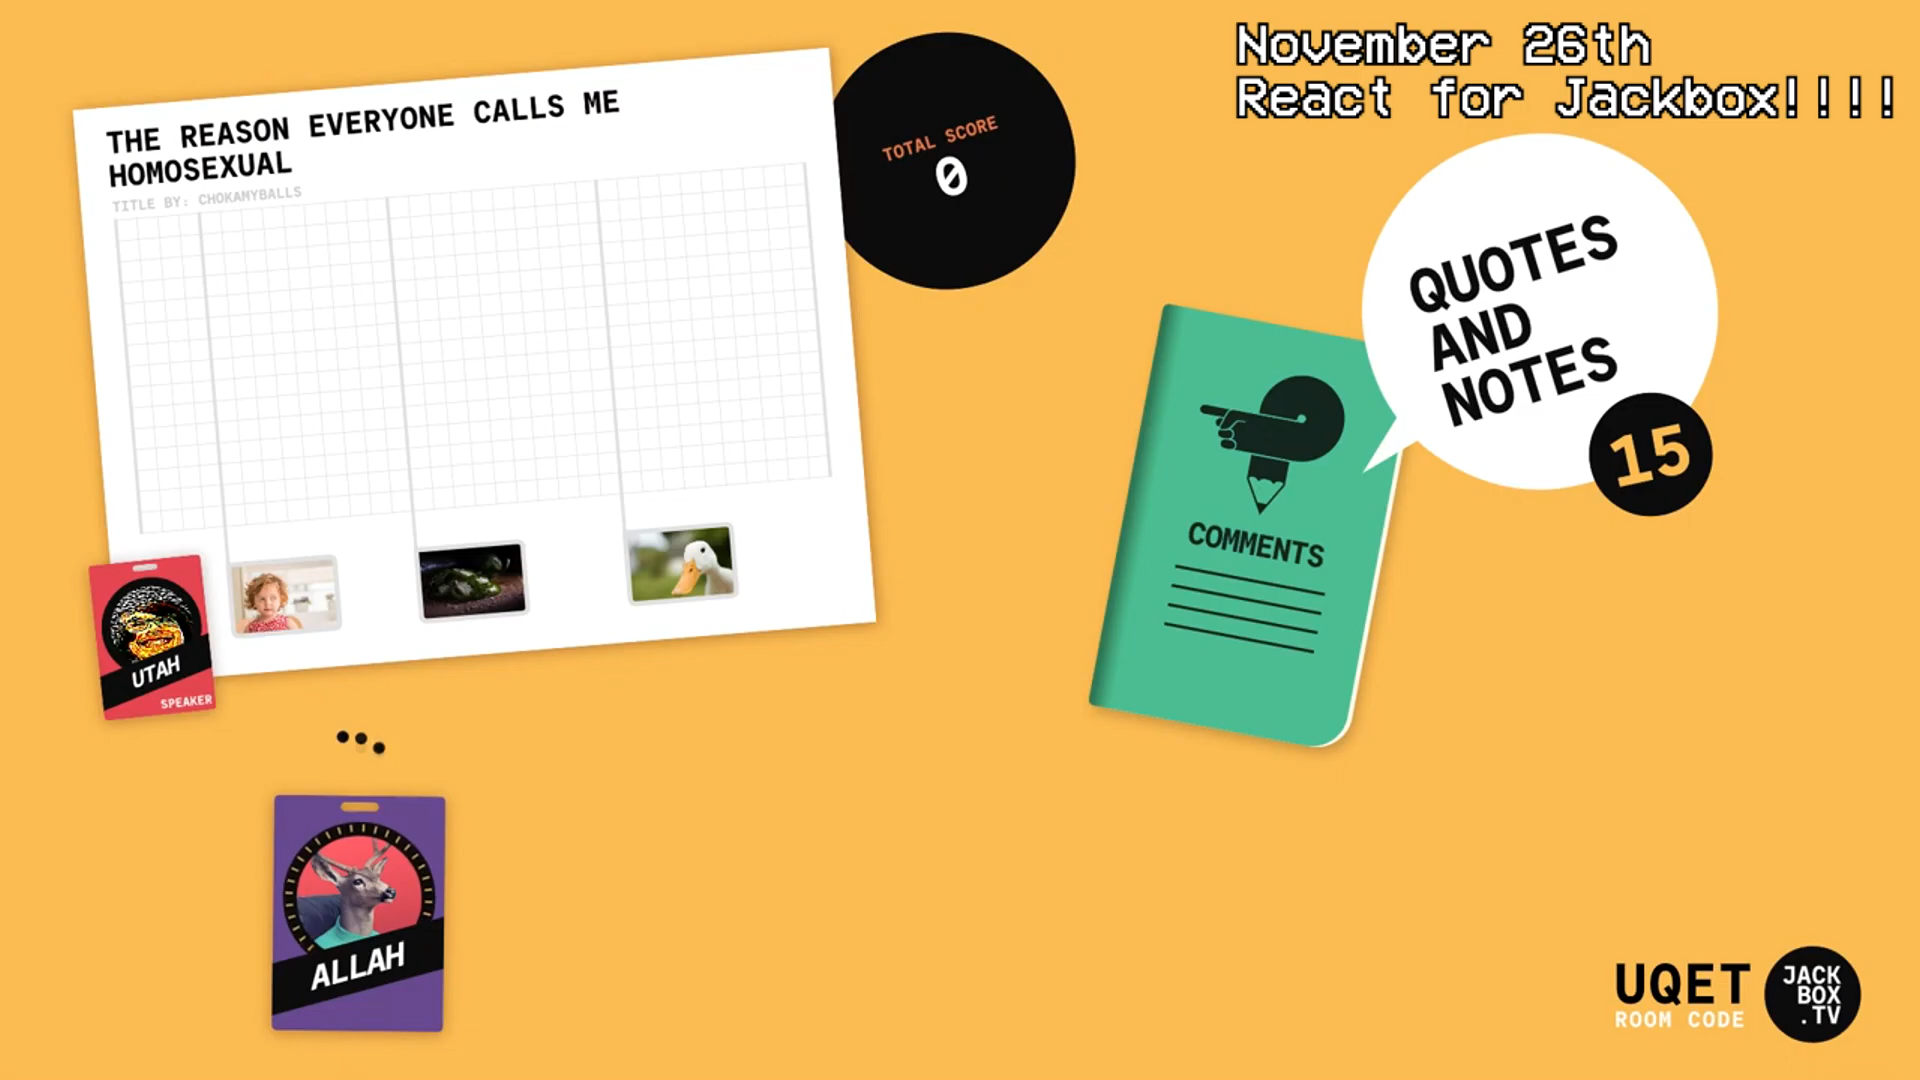 November 26th
React for Jackbox!!!!
THE REASON EVERYONE CALLS ME
HOMOSEXUAL
TITLE BY: CHOKAMYBALLS
TOTAL SCORE
0
QUOTES
AND
NOTES
15
COMMENTS
UTAH
SPEAKER
ALLAH
UQET
ROOM CODE
JACK
BOX
.TV